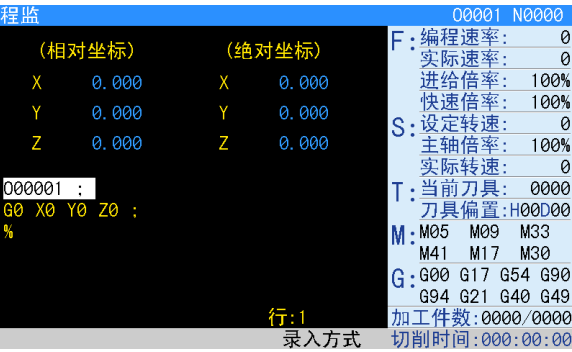 程监 O0001 N0000
(相对坐标) (绝对坐标)
X 0.000 X 0.000
Y 0.000 Y 0.000
Z 0.000 Z 0.000
O00001 ;
G0 X0 Y0 Z0 ;
%
行:1
录入方式
F: 编程速率: 0
实际速率: 0
进给倍率: 100%
快速倍率: 100%
S: 设定转速: 0
主轴倍率: 100%
实际转速: 0
T: 当前刀具: 0000
刀具偏置:H00D00
M: M05 M09 M33
M41 M17 M30
G: G00 G17 G54 G90
G94 G21 G40 G49
加工件数:0000/0000
切削时间:000:00:00